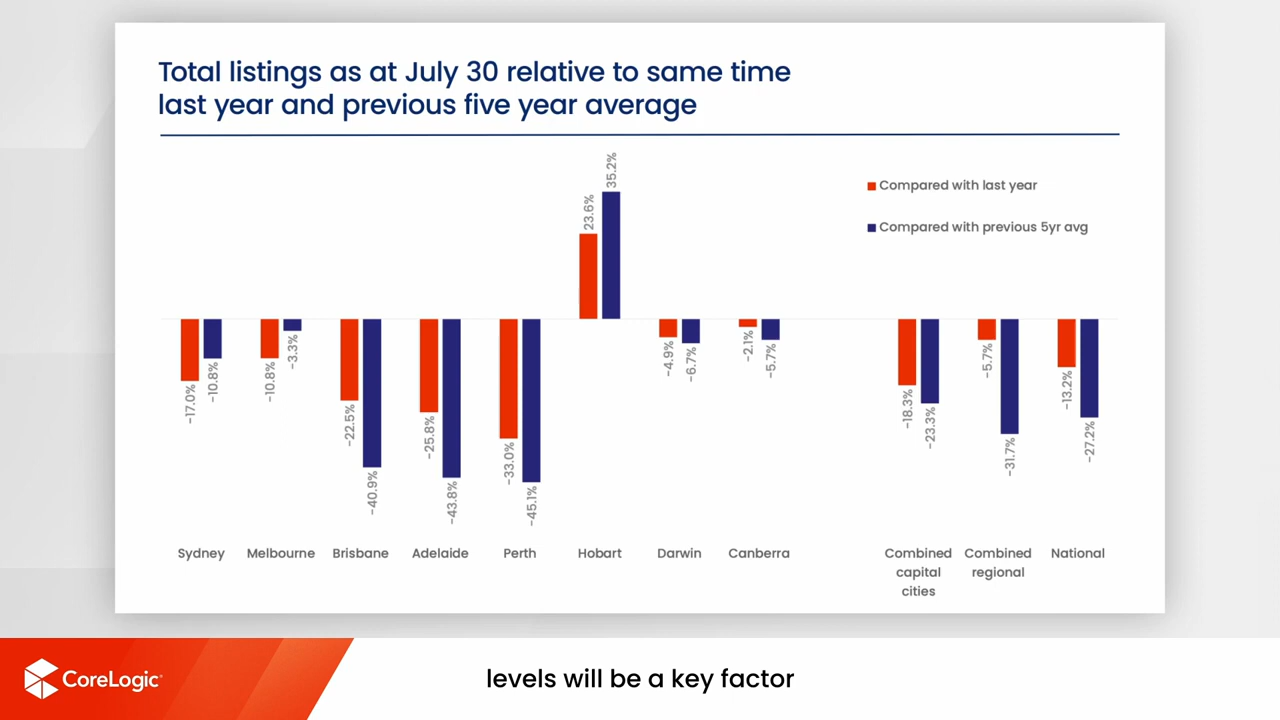 Total listings as at July 30 relative to same time
last year and previous five year average
Compared with last year
Compared with previous 5yr avg
-17.0%
-10.8%
-10.8%
-3.3%
-22.5%
-40.9%
-25.8%
-43.8%
-33.0%
-45.1%
23.6%
35.2%
-4.9%
-6.7%
-2.1%
-5.7%
-18.3%
-23.3%
-5.7%
-31.7%
-13.2%
-27.2%
Sydney
Melbourne
Brisbane
Adelaide
Perth
Hobart
Darwin
Canberra
Combined
capital
cities
Combined
regional
National
CoreLogic
levels will be a key factor